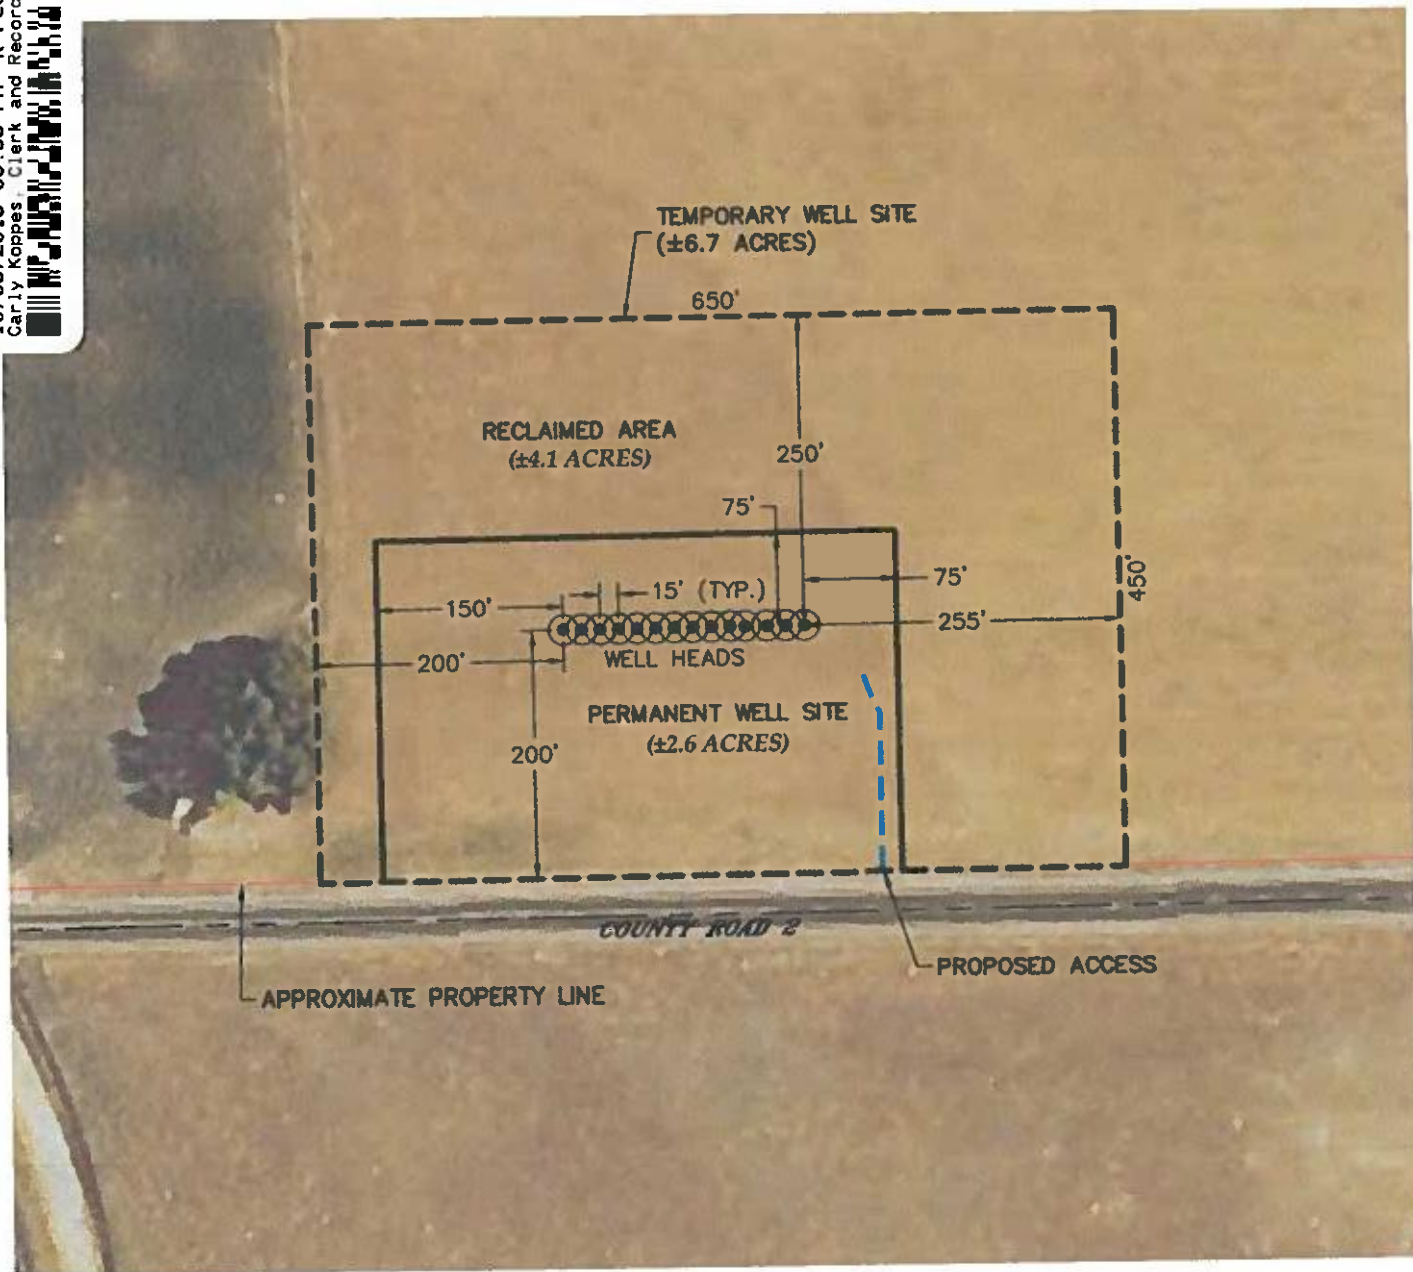 Carly Koppes, Clerk and Recor
TEMPORARY WELL SITE
(±6.7 ACRES)
650'
RECLAIMED AREA
(±4.1 ACRES)
250'
75'
450'
15' (TYP.)
75'
150'
255'
200'
WELL HEADS
PERMANENT WELL SITE
(±2.6 ACRES)
200'
COUNTY ROAD 2
PROPOSED ACCESS
APPROXIMATE PROPERTY LINE